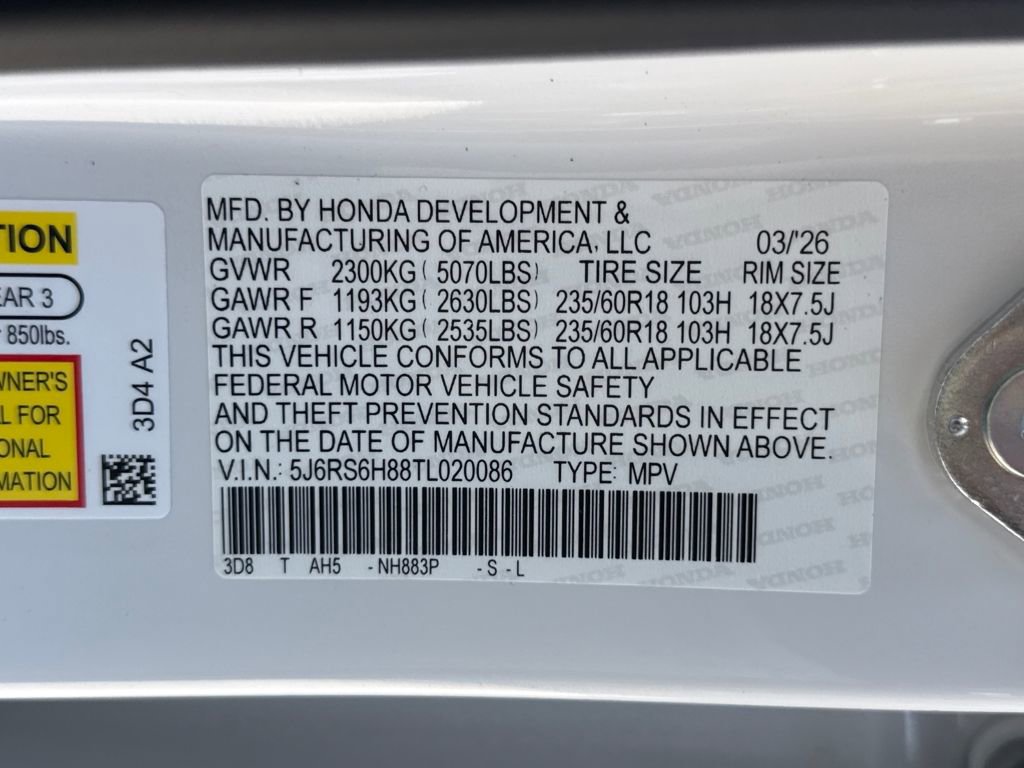 TION
EAR 3
850lbs.
WNER'S
L FOR
ONAL
MATION
3D4 A2
MFD. BY HONDA DEVELOPMENT &
MANUFACTURING OF AMERICA, LLC 03/'26
GVWR 2300KG ( 5070LBS) TIRE SIZE RIM SIZE
GAWR F 1193KG ( 2630LBS) 235/60R18 103H 18X7.5J
GAWR R 1150KG ( 2535LBS) 235/60R18 103H 18X7.5J
THIS VEHICLE CONFORMS TO ALL APPLICABLE
FEDERAL MOTOR VEHICLE SAFETY
AND THEFT PREVENTION STANDARDS IN EFFECT
ON THE DATE OF MANUFACTURE SHOWN ABOVE.
V.I.N.: 5J6RS6H88TL020086 TYPE: MPV
3D8 T AH5 -NH883P -S -L